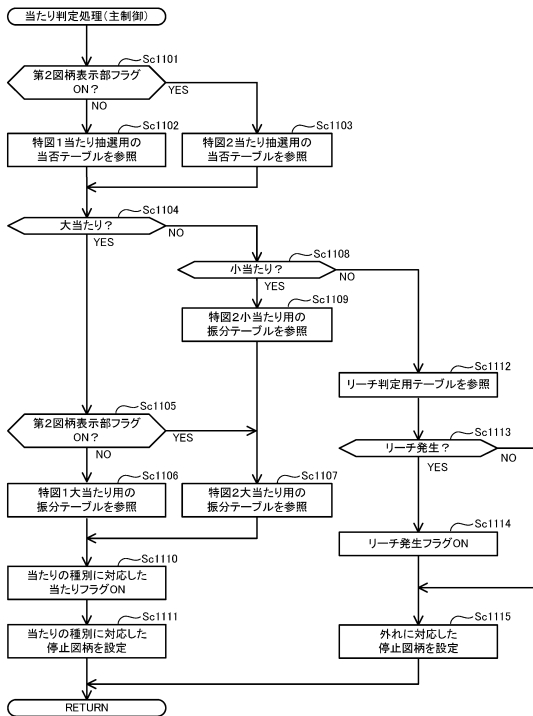 当たり判定処理(主制御)
Sc1101
第2図柄表示部フラグ
ON?
YES
NO
Sc1102
特図1当たり抽選用の
当否テーブルを参照
Sc1103
特図2当たり抽選用の
当否テーブルを参照
Sc1104
大当たり?
NO
YES
Sc1108
小当たり?
NO
YES
Sc1109
特図2小当たり用の
振分テーブルを参照
Sc1112
リーチ判定用テーブルを参照
Sc1105
第2図柄表示部フラグ
ON?
YES
NO
Sc1113
リーチ発生?
NO
YES
Sc1106
特図1大当たり用の
振分テーブルを参照
Sc1107
特図2大当たり用の
振分テーブルを参照
Sc1114
リーチ発生フラグON
Sc1110
当たりの種別に対応した
当たりフラグON
Sc1111
当たりの種別に対応した
停止図柄を設定
Sc1115
外れに対応した
停止図柄を設定
RETURN